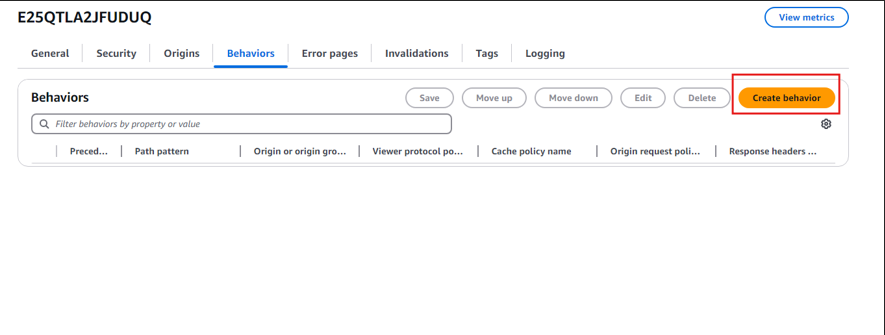 E25QTLA2JFUDUQ
View metrics
General Security Origins Behaviors Error pages Invalidations Tags Logging
Behaviors Save Move up Move down Edit Delete Create behavior
Filter behaviors by property or value
Preced... Path pattern Origin or origin gro... Viewer protocol po... Cache policy name Origin request poli... Response headers ...